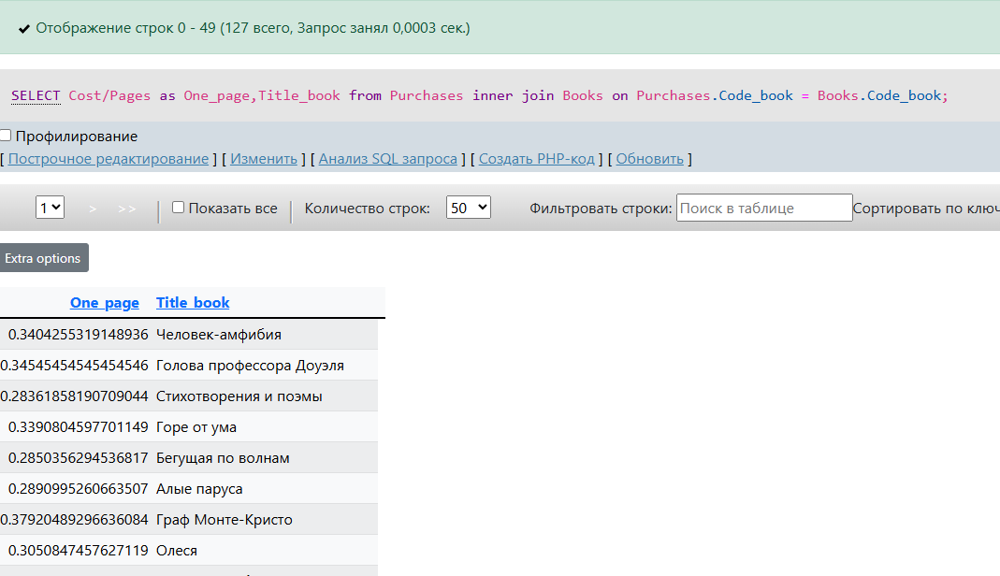 ✔ Отображение строк 0 - 49 (127 всего, Запрос занял 0,0003 сек.)
SELECT Cost/Pages as One_page,Title_book from Purchases inner join Books on Purchases.Code_book = Books.Code_book;
Профилирование
[ Построчное редактирование ] [ Изменить ] [ Анализ SQL запроса ] [ Создать PHP-код ] [ Обновить ]
1 > >> | Показать все | Количество строк: 50 Фильтровать строки: Поиск в таблице Сортировать по ключ
Extra options
One_page Title_book
0.3404255319148936 Человек-амфибия
0.34545454545454546 Голова профессора Доуэля
0.28361858190709044 Стихотворения и поэмы
0.3390804597701149 Горе от ума
0.2850356294536817 Бегущая по волнам
0.2890995260663507 Алые паруса
0.37920489296636084 Граф Монте-Кристо
0.3050847457627119 Олеся